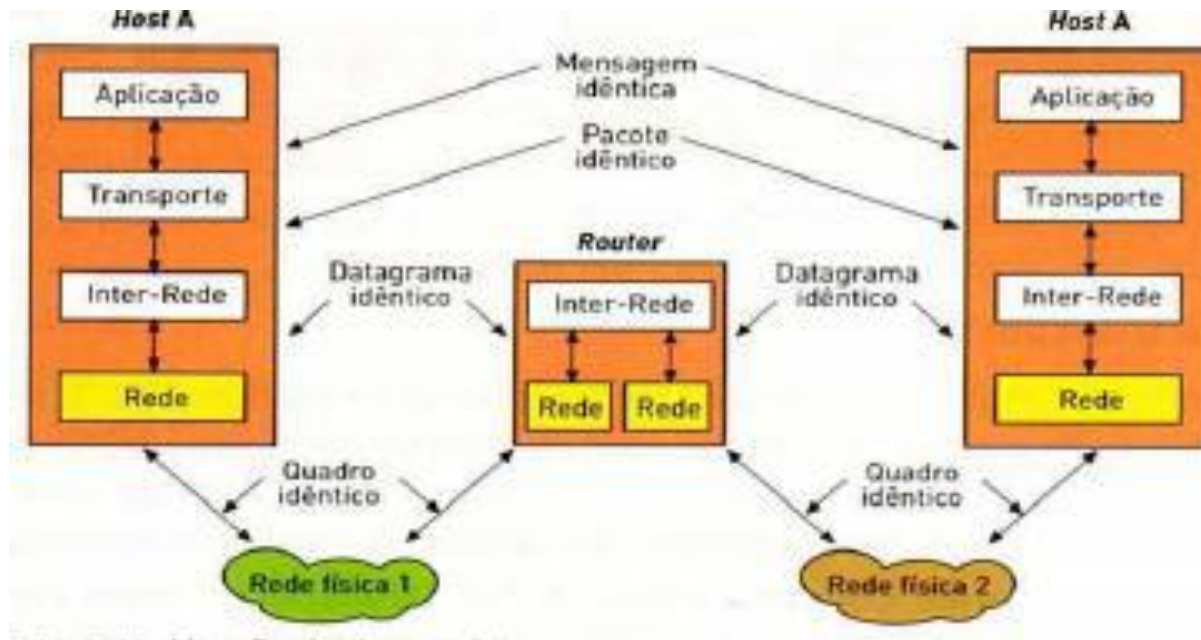 Host A
Host A
Aplicação
Transporte
Inter-Rede
Rede
Mensagem
idêntica
Pacote
idêntico
Router
Datagrama
idêntico
Inter-Rede
Rede
Rede
Datagrama
idêntico
Aplicação
Transporte
Inter-Rede
Rede
Quadro
idêntico
Quadro
idêntico
Rede física 1
Rede física 2